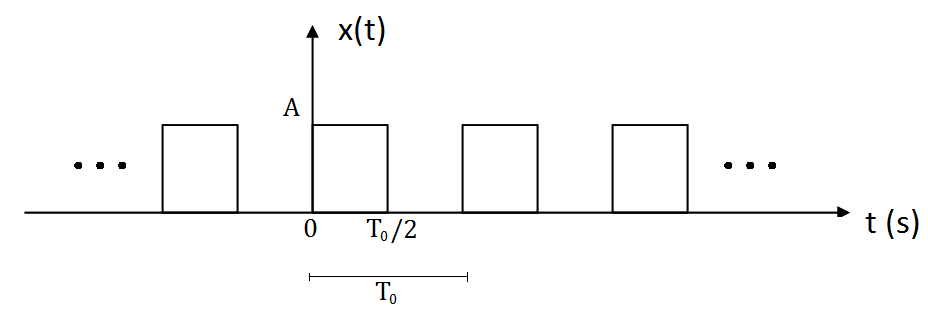 x(t)
A
0
T₀/2
t (s)
T₀